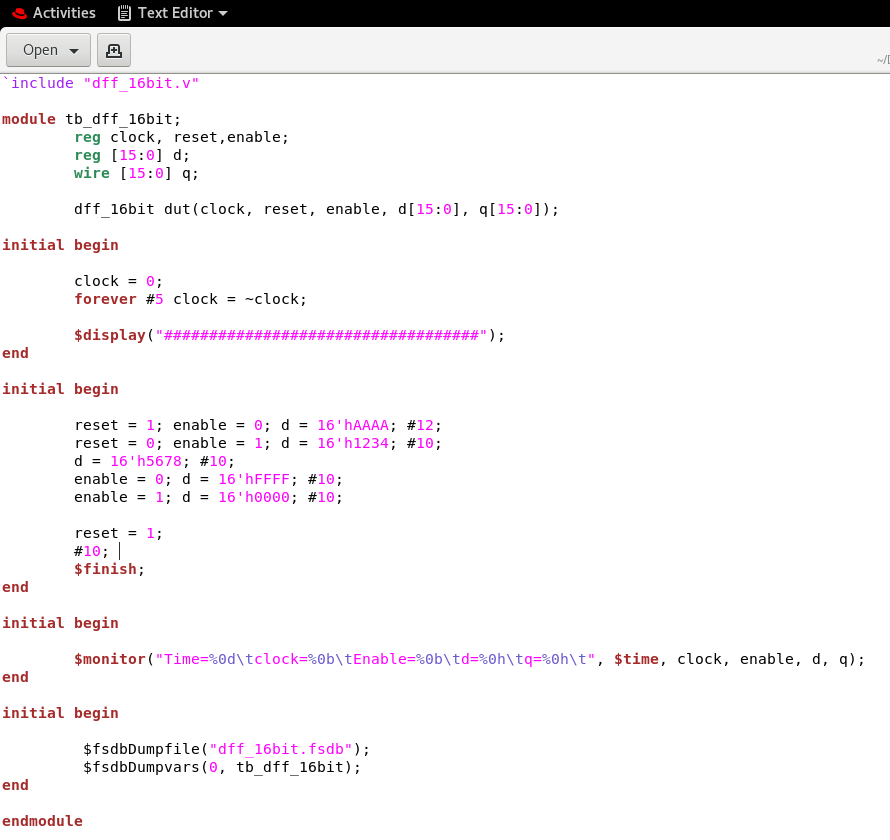 Activities Text Editor
Open
~/D
`include "dff_16bit.v"
module tb_dff_16bit;
reg clock, reset,enable;
reg [15:0] d;
wire [15:0] q;
dff_16bit dut(clock, reset, enable, d[15:0], q[15:0]);
initial begin
clock = 0;
forever #5 clock = ~clock;
$display("###################################");
end
initial begin
reset = 1; enable = 0; d = 16'hAAAA; #12;
reset = 0; enable = 1; d = 16'h1234; #10;
d = 16'h5678; #10;
enable = 0; d = 16'hFFFF; #10;
enable = 1; d = 16'h0000; #10;
reset = 1;
#10;
$finish;
end
initial begin
$monitor("Time=%0d\tclock=%0b\tEnable=%0b\td=%0h\tq=%0h\t", $time, clock, enable, d, q);
end
initial begin
$fsdbDumpfile("dff_16bit.fsdb");
$fsdbDumpvars(0, tb_dff_16bit);
end
endmodule